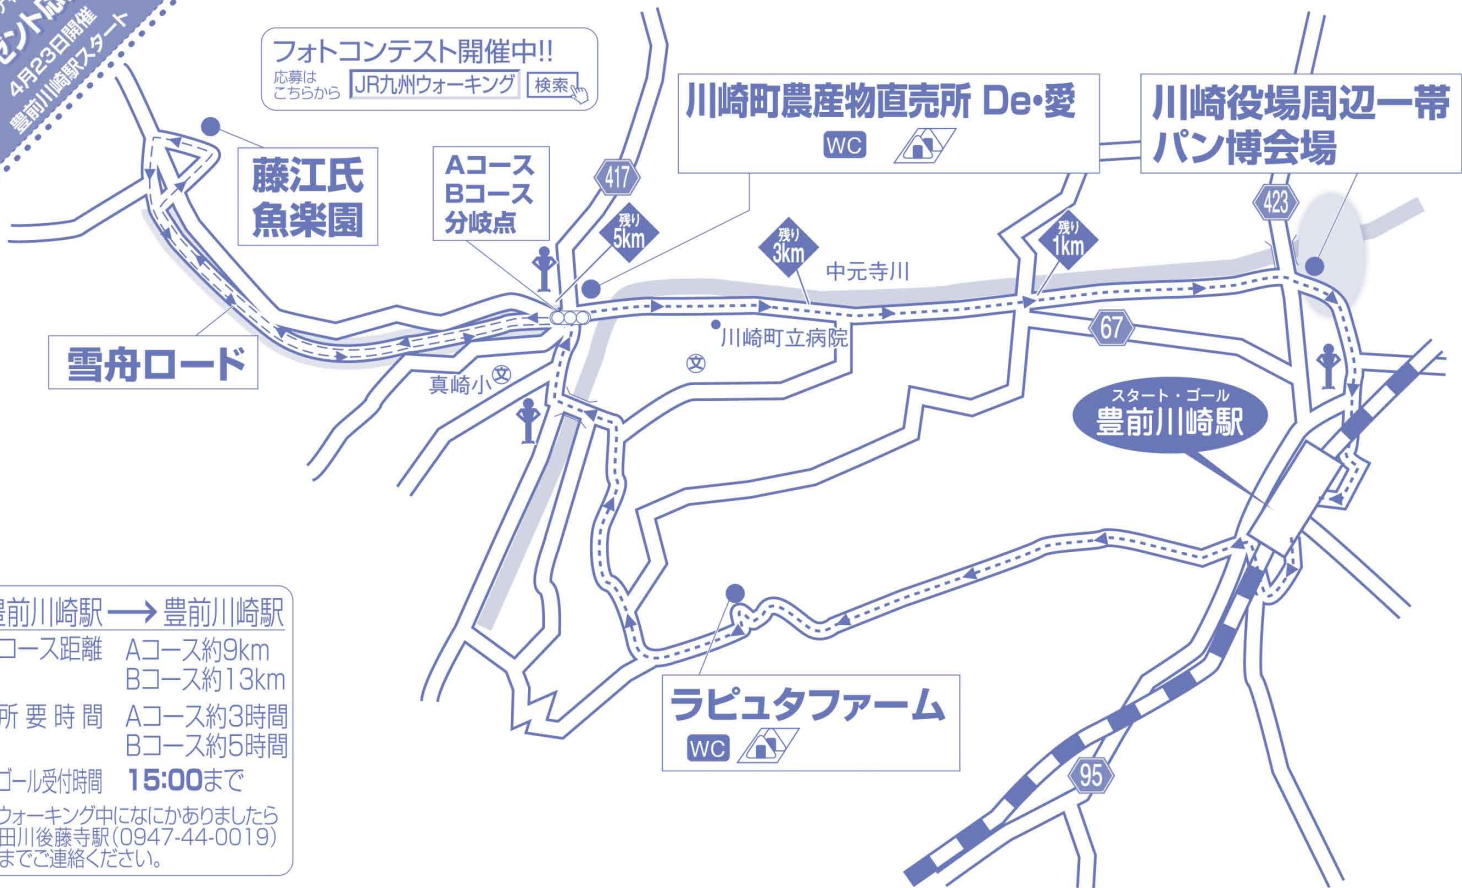 ゼント応
4月23日開催
豊前川崎駅スタート
フォトコンテスト開催中!!
応募は
こちらから
JR九州ウォーキング
検索
藤江氏
魚楽園
Aコース
Bコース
分岐点
417
川崎町農産物直売所 De・愛
WC
川崎役場周辺一帯
パン博会場
423
残り
5km
残り
3km
中元寺川
残り
1km
67
川崎町立病院
文
真崎小
文
雪舟ロード
スタート・ゴール
豊前川崎駅
ラピュタファーム
WC
95
豊前川崎駅→豊前川崎駅
コース距離 Aコース約9km
Bコース約13km
所要時間 Aコース約3時間
Bコース約5時間
ゴール受付時間 15:00まで
ウォーキング中になにかありましたら
田川後藤寺駅(0947-44-0019)
までご連絡ください。